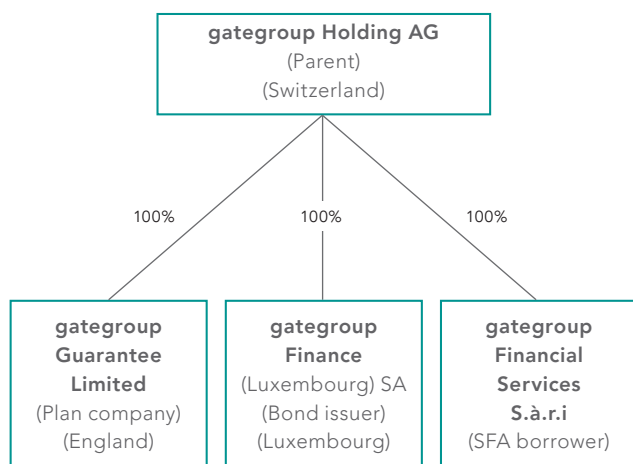 gategroup Holding AG
(Parent)
(Switzerland)
100%
100%
100%
gategroup
Guarantee
Limited
(Plan company)
(England)
gategroup
Finance
(Luxembourg) SA
(Bond issuer)
(Luxembourg)
gategroup
Financial
Services
S.à.r.i
(SFA borrower)